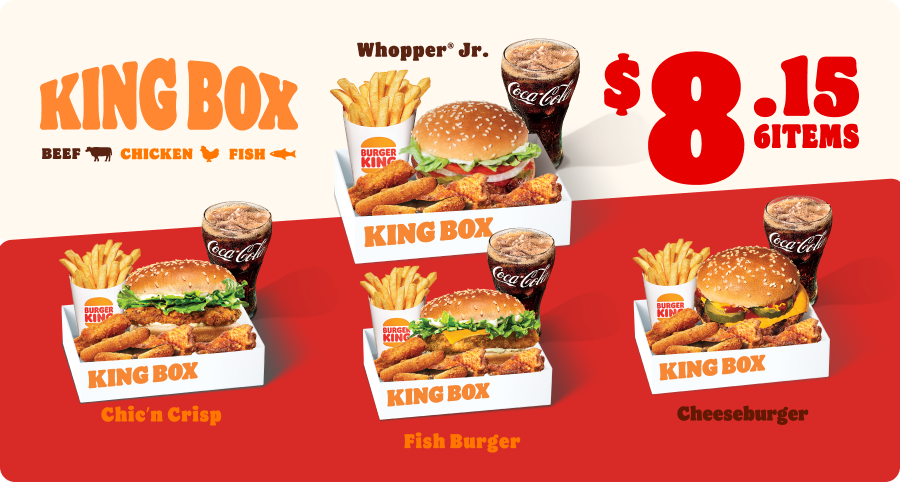 Whopper® Jr.
KING BOX
BEEF CHICKEN FISH
$8.15
6ITEMS
Coca-Cola
BURGER
KING
KING BOX
Coca-Cola
BURGER
KING
KING BOX
Chic'n Crisp
Coca-Cola
BURGER
KING
KING BOX
Fish Burger
Coca-Cola
BURGER
KING
KING BOX
Cheeseburger